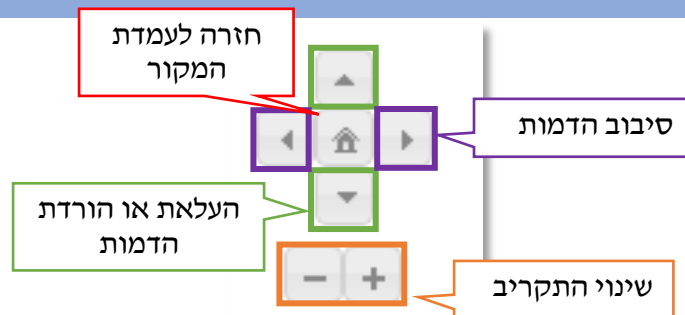 חזרה לעמדת
המקור
סיבוב הדמות
העלאת או הורדת
הדמות
שינוי התקריב